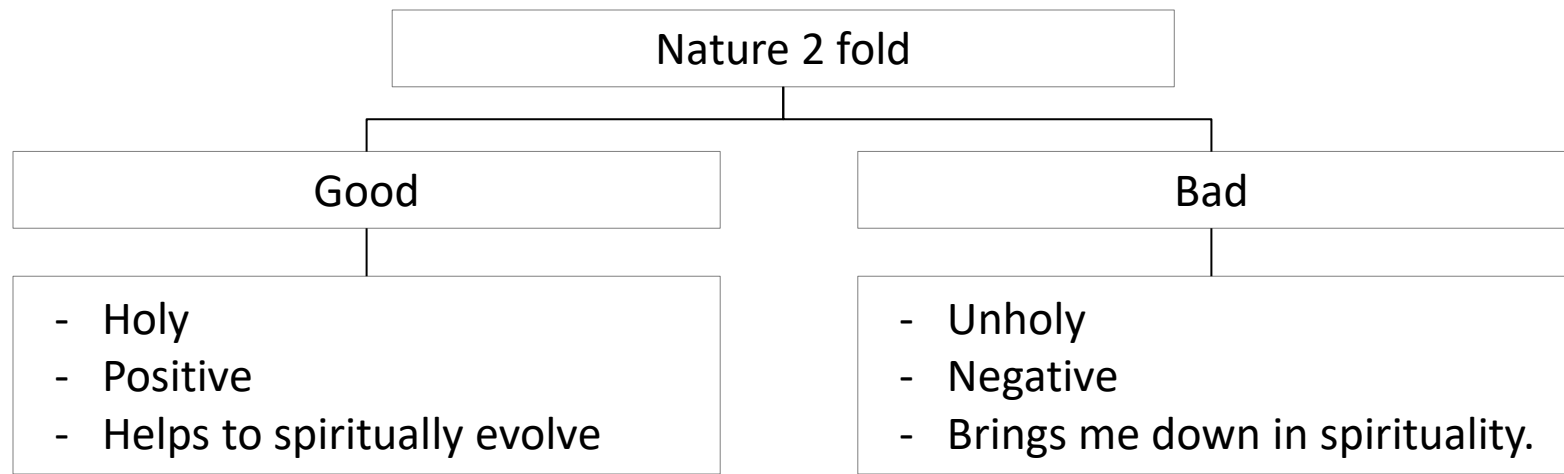 Nature 2 fold
Good
- Holy
- Positive
- Helps to spiritually evolve
Bad
- Unholy
- Negative
- Brings me down in spirituality.